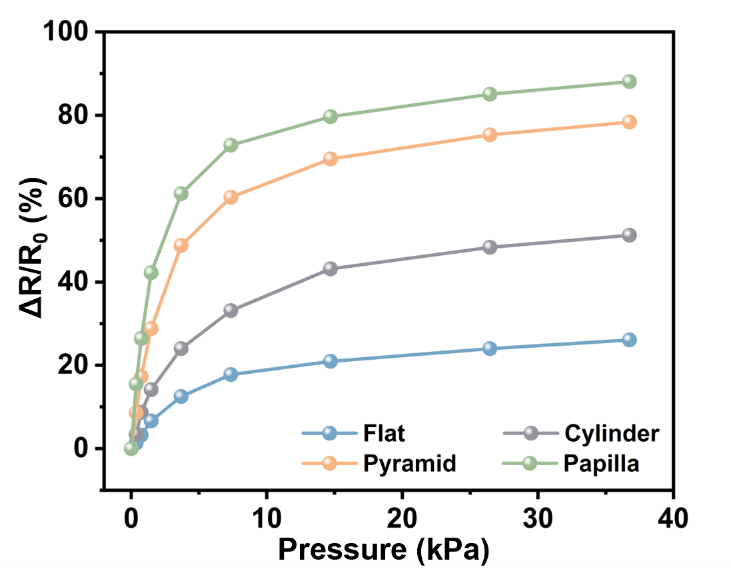 100
80
60
40
20
0
ΔR/R₀ (%)
Flat
Cylinder
Pyramid
Papilla
0 10 20 30 40
Pressure (kPa)